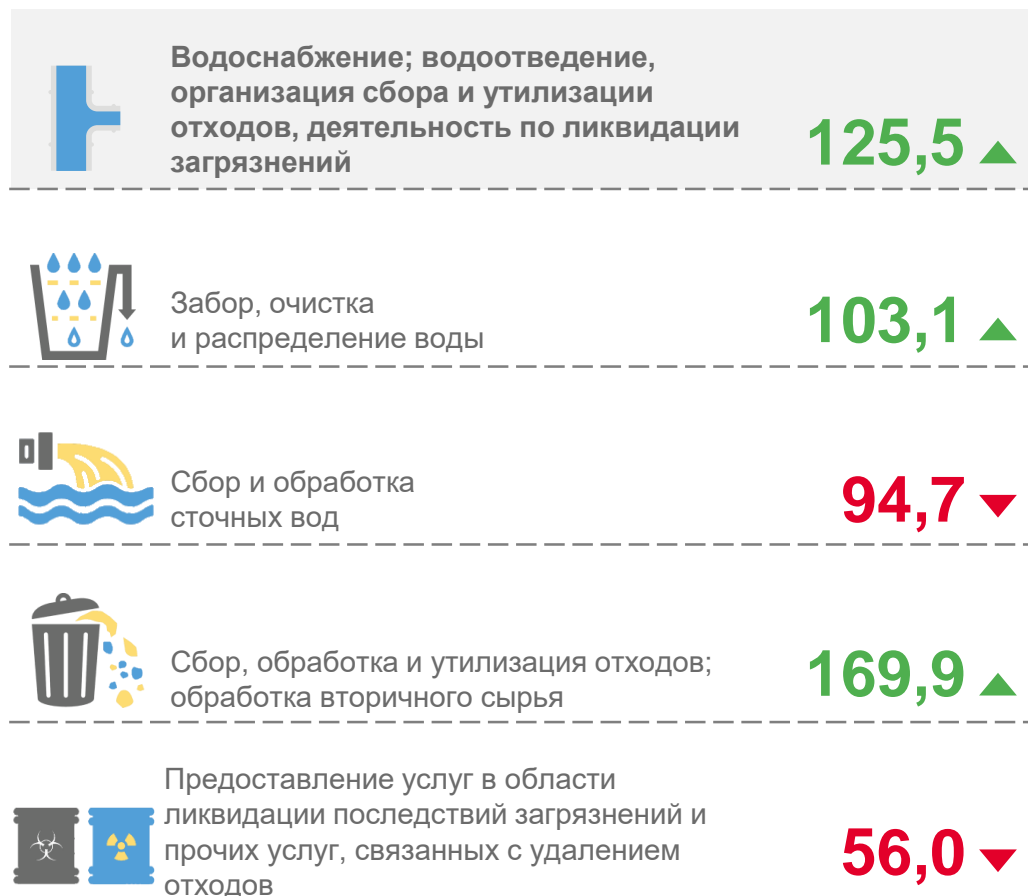 Водоснабжение; водоотведение,
организация сбора и утилизации
отходов, деятельность по ликвидации
загрязнений
125,5
Забор, очистка
и распределение воды
103,1
Сбор и обработка
сточных вод
94,7
Сбор, обработка и утилизация отходов;
обработка вторичного сырья
169,9
Предоставление услуг в области
ликвидации последствий загрязнений и
прочих услуг, связанных с удалением
отходов
56,0